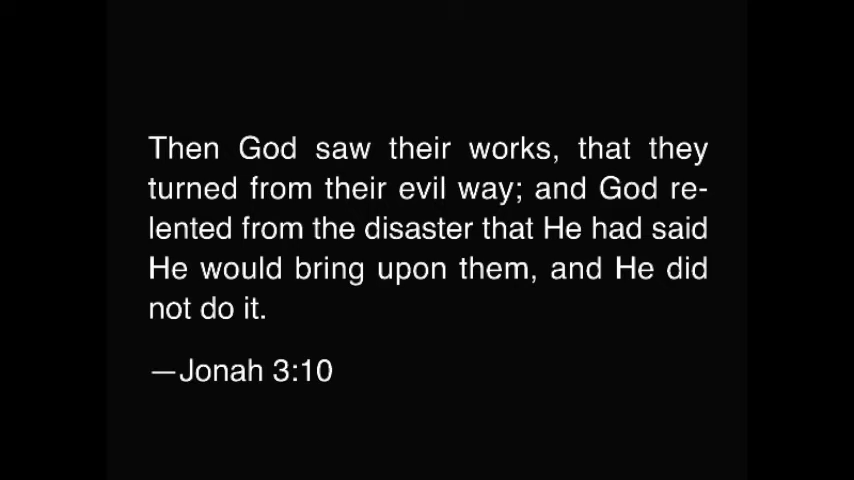 Then God saw their works, that they
turned from their evil way; and God re-
lented from the disaster that He had said
He would bring upon them, and He did
not do it.
—Jonah 3:10